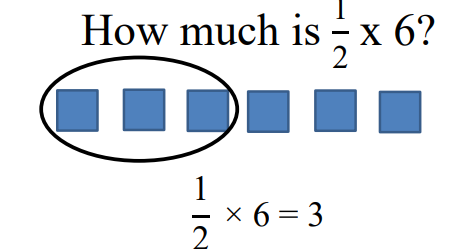 How much is 1/2 x 6?
1/2 × 6 = 3